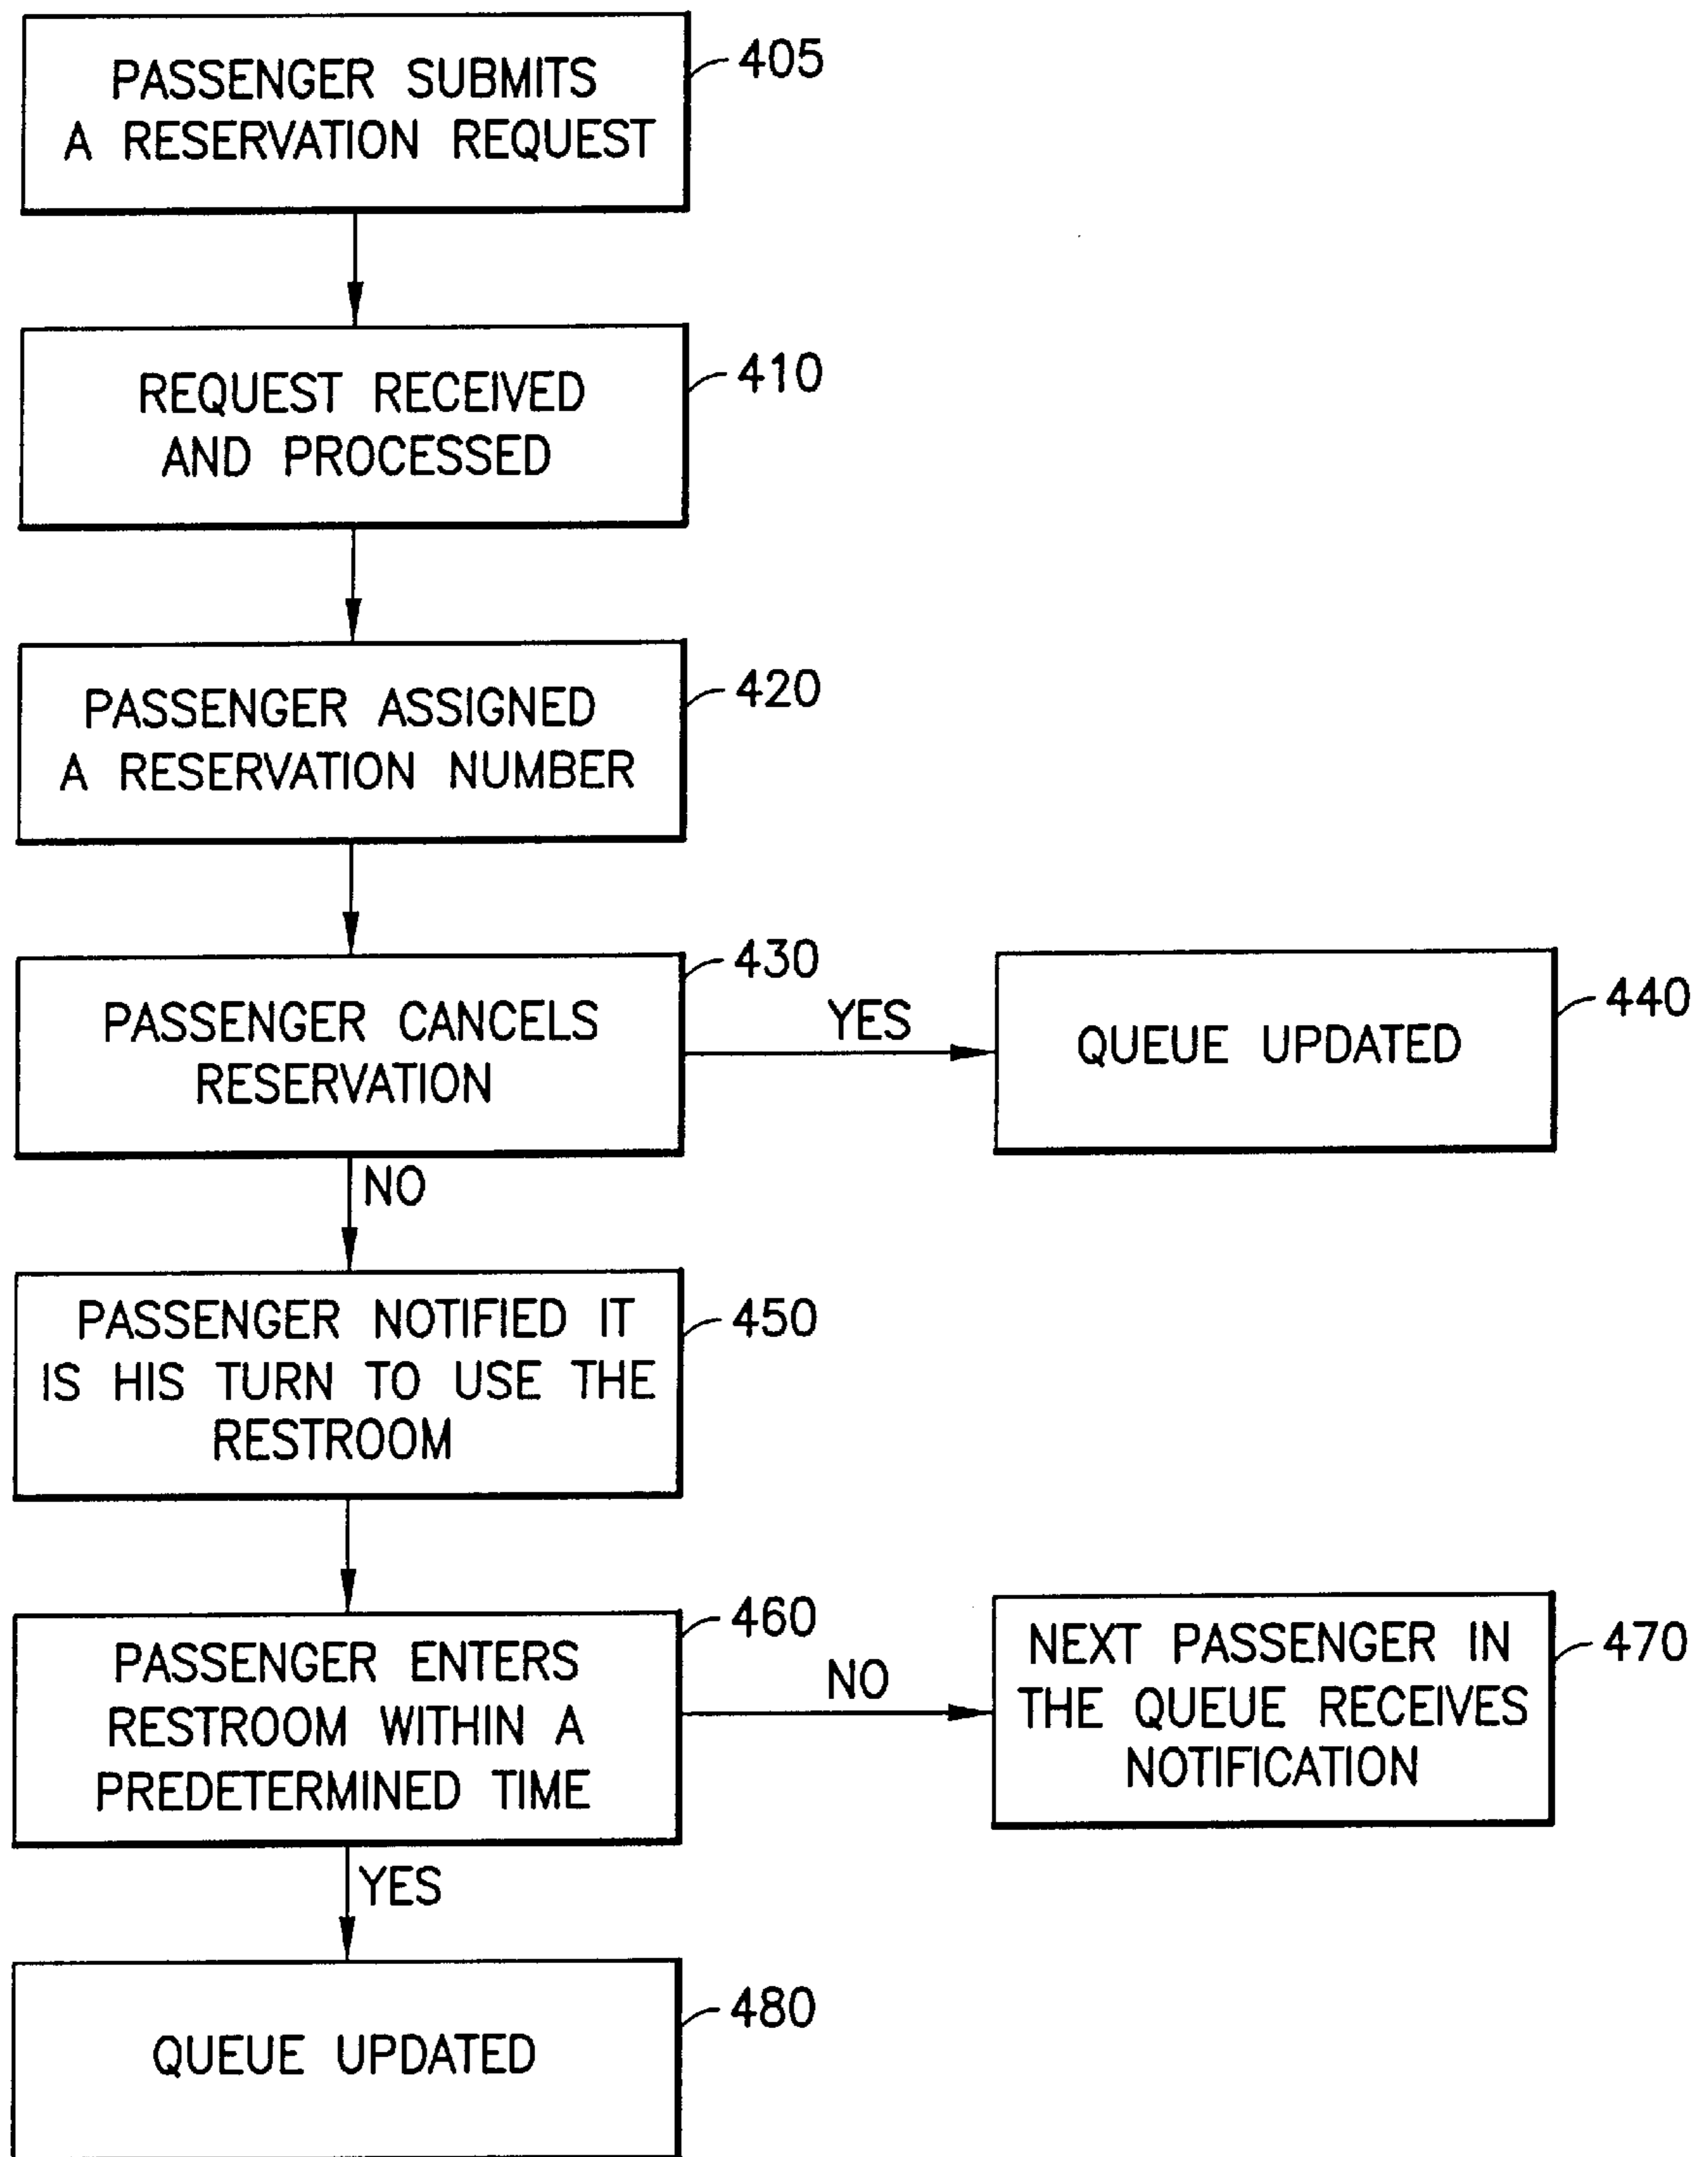 PASSENGER SUBMITS
A RESERVATION REQUEST
405
REQUEST RECEIVED
AND PROCESSED
410
PASSENGER ASSIGNED
A RESERVATION NUMBER
420
PASSENGER CANCELS
RESERVATION
430
YES
QUEUE UPDATED
440
NO
PASSENGER NOTIFIED IT
IS HIS TURN TO USE THE
RESTROOM
450
PASSENGER ENTERS
RESTROOM WITHIN A
PREDETERMINED TIME
460
NO
NEXT PASSENGER IN
THE QUEUE RECEIVES
NOTIFICATION
470
YES
QUEUE UPDATED
480